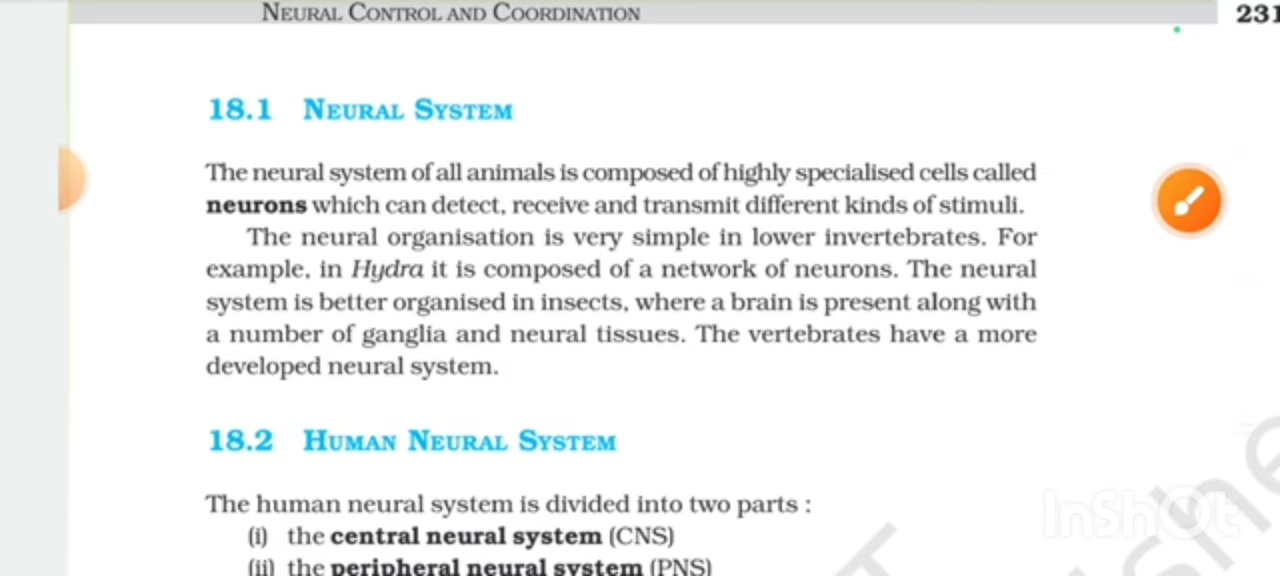 NEURAL CONTROL AND COORDINATION 231
18.1 NEURAL SYSTEM
The neural system of all animals is composed of highly specialised cells called
neurons which can detect, receive and transmit different kinds of stimuli.
The neural organisation is very simple in lower invertebrates. For
example, in Hydra it is composed of a network of neurons. The neural
system is better organised in insects, where a brain is present along with
a number of ganglia and neural tissues. The vertebrates have a more
developed neural system.
18.2 HUMAN NEURAL SYSTEM
The human neural system is divided into two parts :
(i) the central neural system (CNS)
(ii) the peripheral neural system (PNS)
InShOt